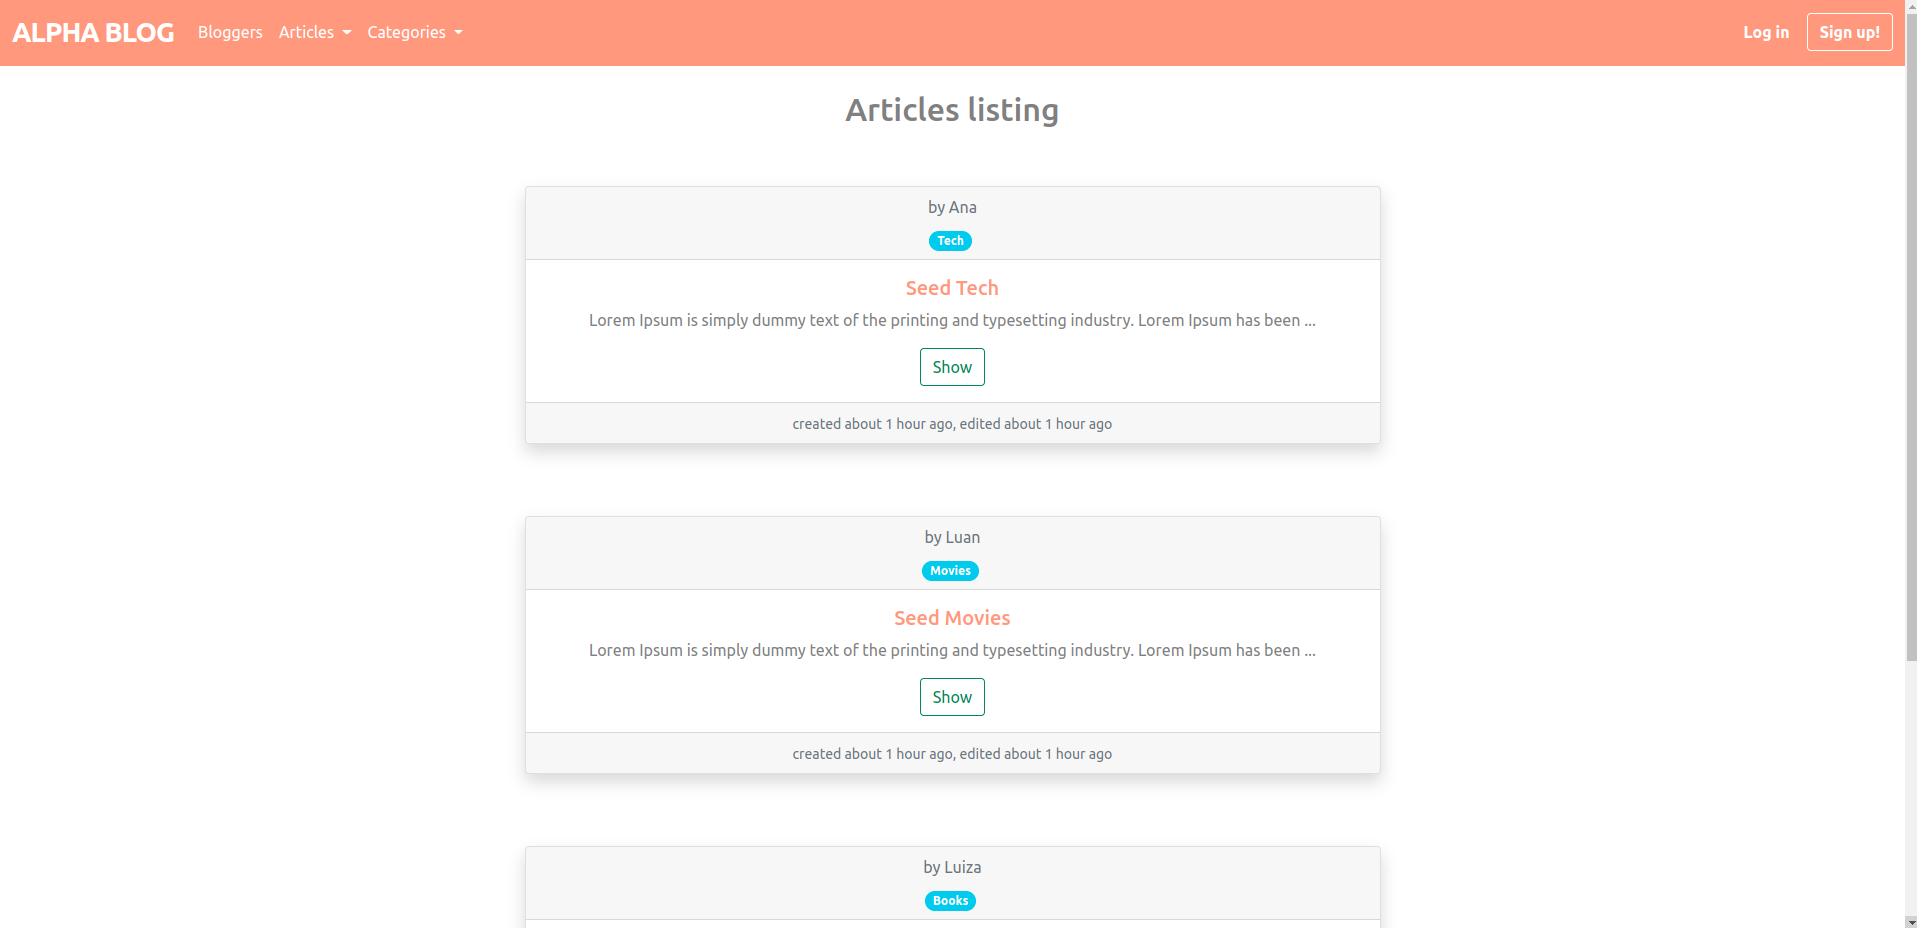 ALPHA BLOG Bloggers Articles Categories Log in Sign up!
Articles listing
by Ana
Tech
Seed Tech
Lorem Ipsum is simply dummy text of the printing and typesetting industry. Lorem Ipsum has been ...
Show
created about 1 hour ago, edited about 1 hour ago
by Luan
Movies
Seed Movies
Lorem Ipsum is simply dummy text of the printing and typesetting industry. Lorem Ipsum has been ...
Show
created about 1 hour ago, edited about 1 hour ago
by Luiza
Books